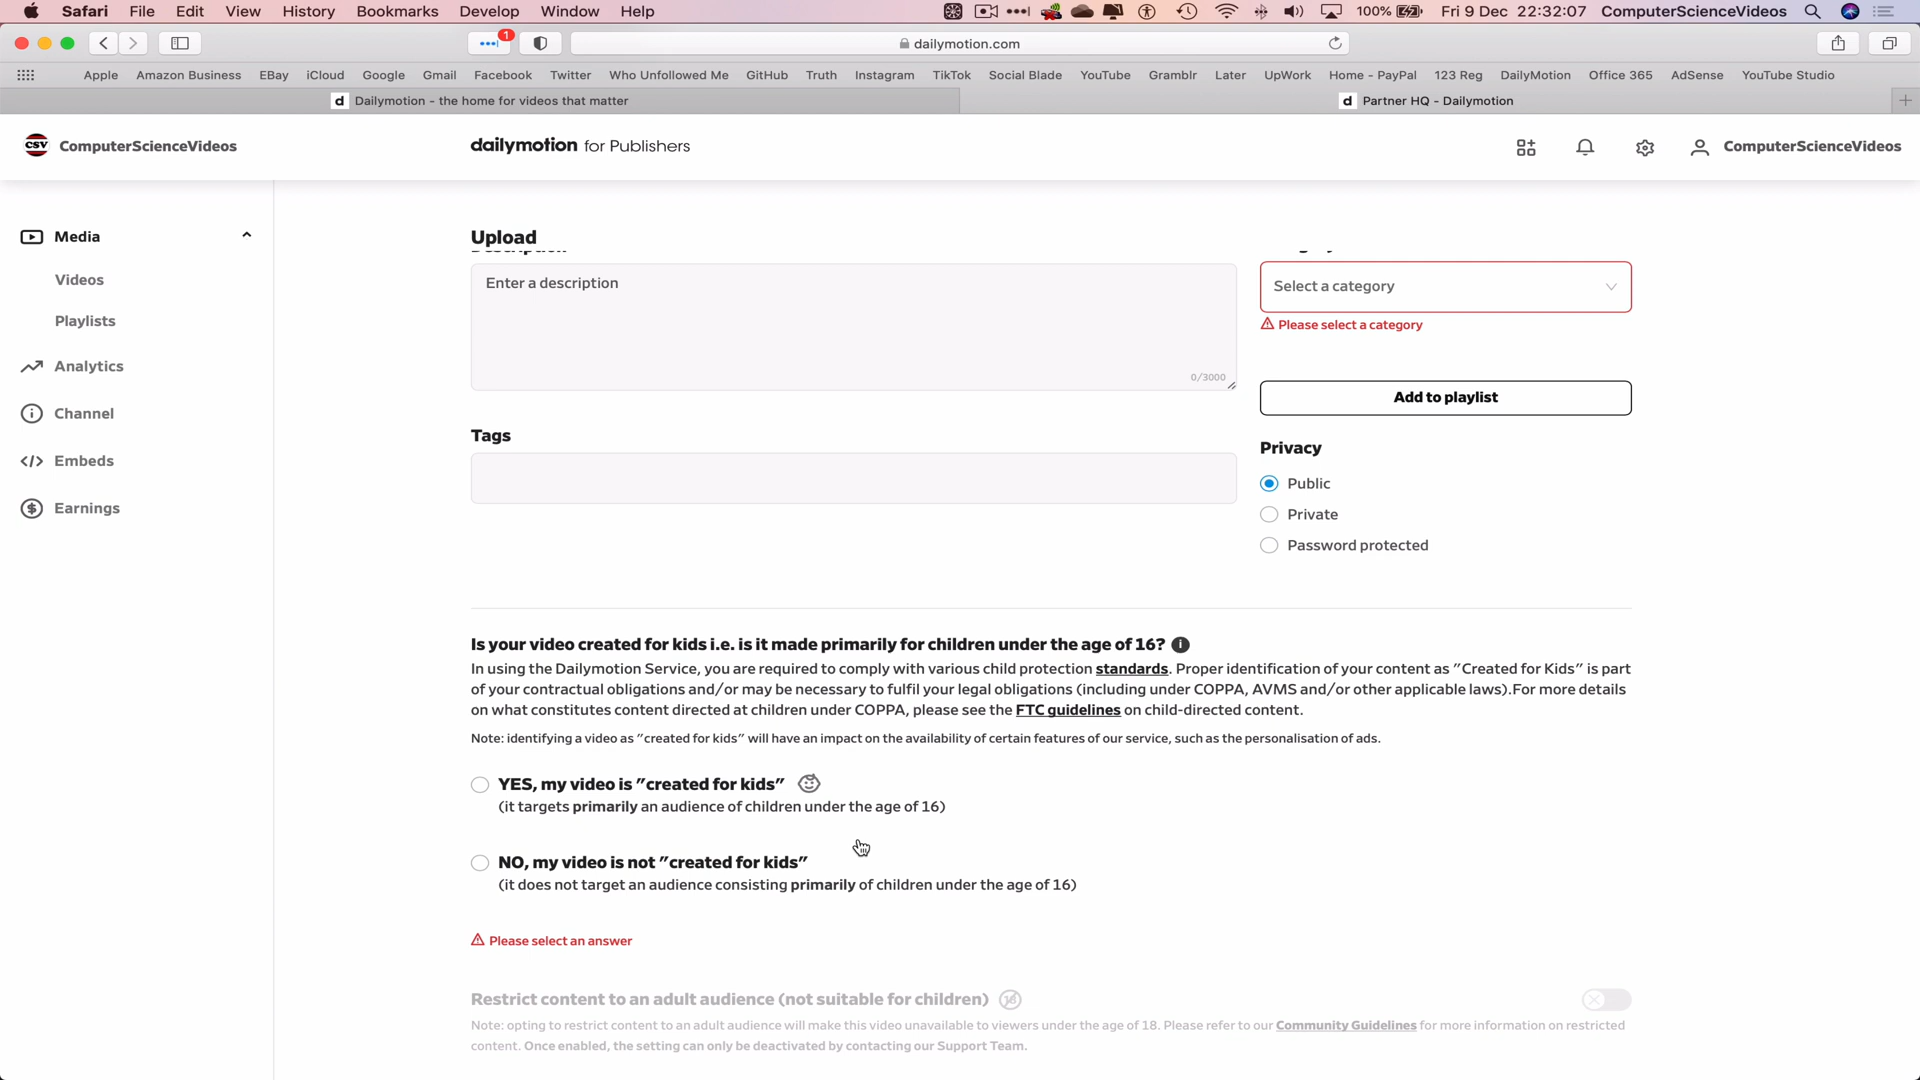 Safari File Edit View History Bookmarks Develop Window Help 100% Fri 9 Dec 22:32:07 ComputerScienceVideos
1
dailymotion.com
Apple Amazon Business EBay iCloud Google Gmail Facebook Twitter Who Unfollowed Me GitHub Truth Instagram TikTok Social Blade YouTube Gramblr Later UpWork Home - PayPal 123 Reg DailyMotion Office 365 AdSense YouTube Studio
d Dailymotion - the home for videos that matter
d Partner HQ - Dailymotion
CSV ComputerScienceVideos
dailymotion for Publishers
ComputerScienceVideos
Media
Videos
Playlists
Analytics
Channel
Embeds
Earnings
Upload
Enter a description
0/3000
Select a category
Please select a category
Add to playlist
Tags
Privacy
Public
Private
Password protected
Is your video created for kids i.e. is it made primarily for children under the age of 16?
In using the Dailymotion Service, you are required to comply with various child protection standards. Proper identification of your content as "Created for Kids" is part
of your contractual obligations and/or may be necessary to fulfil your legal obligations (including under COPPA, AVMS and/or other applicable laws).For more details
on what constitutes content directed at children under COPPA, please see the FTC guidelines on child-directed content.
Note: identifying a video as "created for kids" will have an impact on the availability of certain features of our service, such as the personalisation of ads.
YES, my video is "created for kids"
(it targets primarily an audience of children under the age of 16)
NO, my video is not "created for kids"
(it does not target an audience consisting primarily of children under the age of 16)
Please select an answer
Restrict content to an adult audience (not suitable for children)
Note: opting to restrict content to an adult audience will make this video unavailable to viewers under the age of 18. Please refer to our Community Guidelines for more information on restricted
content. Once enabled, the setting can only be deactivated by contacting our Support Team.